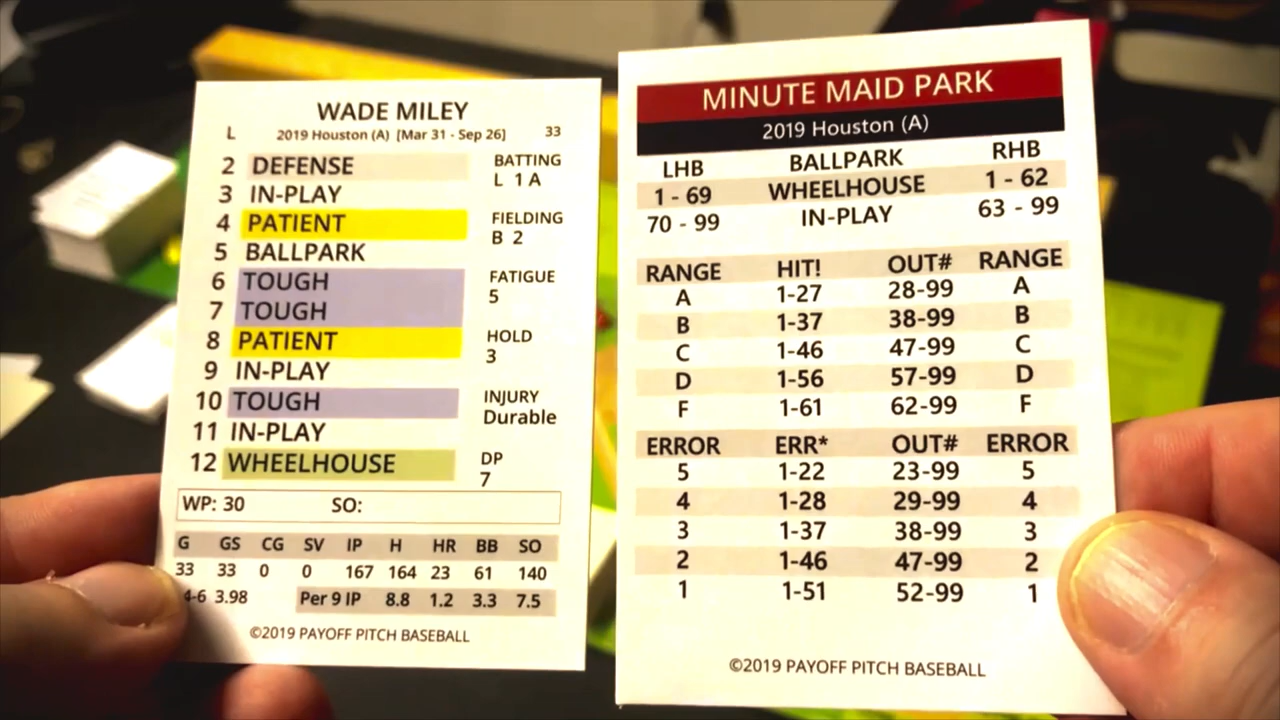 WADE MILEY
L 2019 Houston (A) [Mar 31 - Sep 26] 33
2 DEFENSE
3 IN-PLAY
4 PATIENT
5 BALLPARK
6 TOUGH
7 TOUGH
8 PATIENT
9 IN-PLAY
10 TOUGH
11 IN-PLAY
12 WHEELHOUSE
BATTING
L 1 A
FIELDING
B 2
FATIGUE
5
HOLD
3
INJURY
Durable
DP
7
WP: 30 SO:
G GS CG SV IP H HR BB SO
33 33 0 0 167 164 23 61 140
4-6 3.98 Per 9 IP 8.8 1.2 3.3 7.5
©2019 PAYOFF PITCH BASEBALL
MINUTE MAID PARK
2019 Houston (A)
LHB BALLPARK RHB
1 - 69 WHEELHOUSE 1 - 62
70 - 99 IN-PLAY 63 - 99
RANGE HIT! OUT# RANGE
A 1-27 28-99 A
B 1-37 38-99 B
C 1-46 47-99 C
D 1-56 57-99 D
F 1-61 62-99 F
ERROR ERR* OUT# ERROR
5 1-22 23-99 5
4 1-28 29-99 4
3 1-37 38-99 3
2 1-46 47-99 2
1 1-51 52-99 1
©2019 PAYOFF PITCH BASEBALL